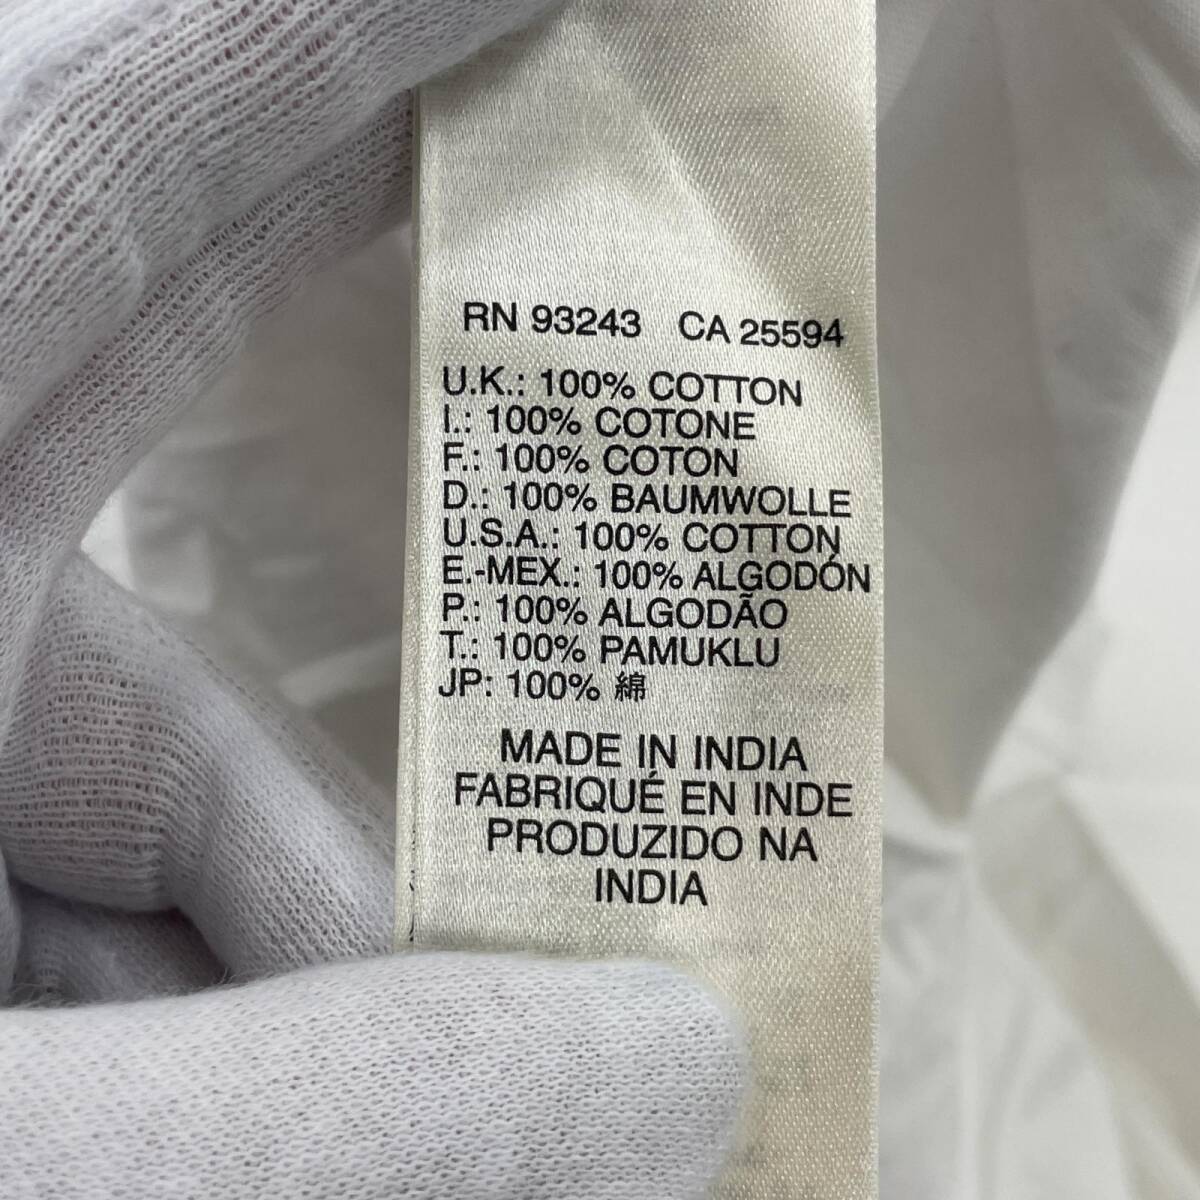 RN 93243 CA 25594
U.K.: 100% COTTON
I.: 100% COTONE
F.: 100% COTON
D.: 100% BAUMWOLLE
U.S.A.: 100% COTTON
E.-MEX.: 100% ALGODÓN
P.: 100% ALGODÃO
T.: 100% PAMUKLU
JP: 100% 綿
MADE IN INDIA
FABRIQUÉ EN INDE
PRODUZIDO NA
INDIA